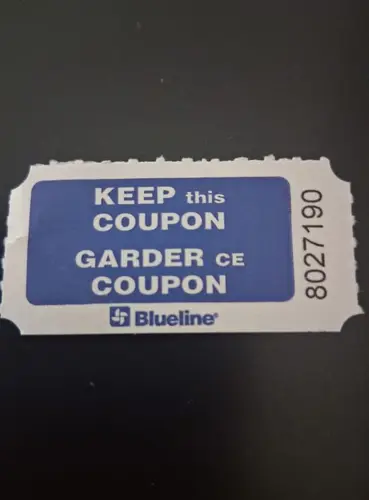 KEEP this
COUPON
GARDER CE
COUPON
Blueline®
8027190